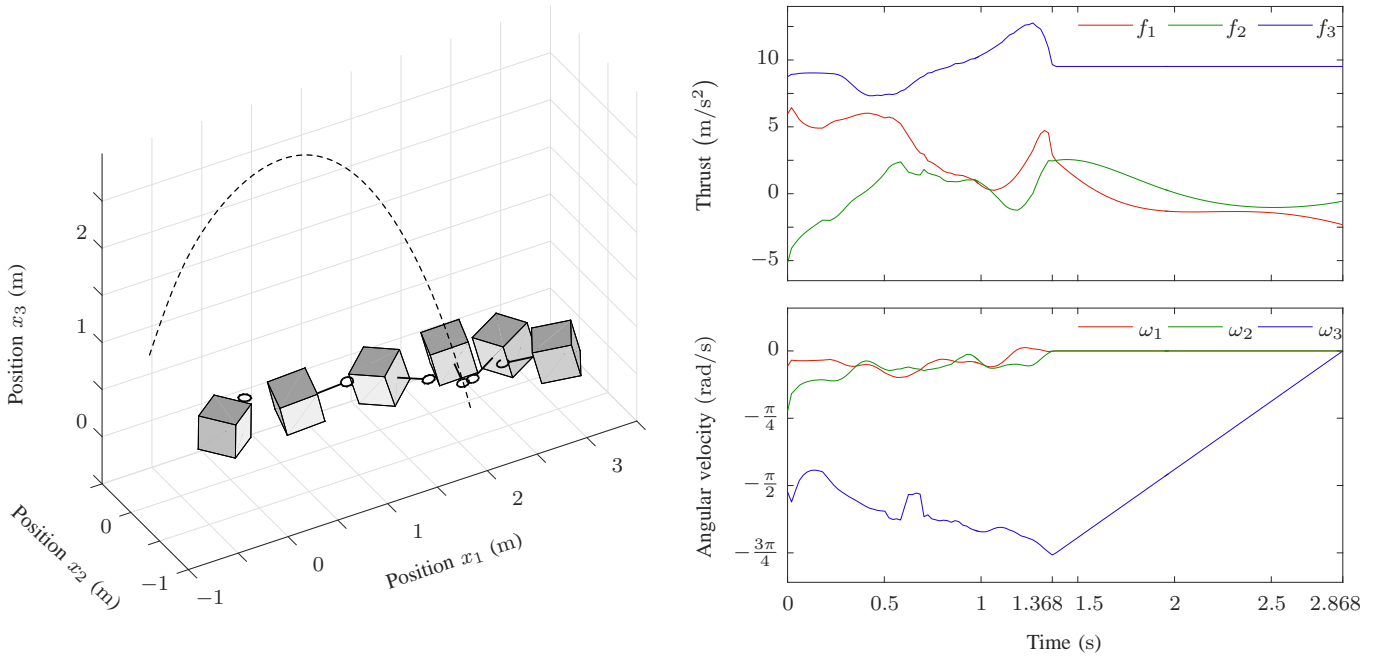 Position x₃ (m)
2
1
0
Position x₂ (m)
0
−1
−1
0
1
2
3
Position x₁ (m)
Thrust (m/s²)
10
5
0
−5
f₁ f₂ f₃
Angular velocity (rad/s)
0
−π/4
−π/2
−3π/4
ω₁ ω₂ ω₃
0 0.5 1 1.368 1.5 2 2.5 2.868
Time (s)